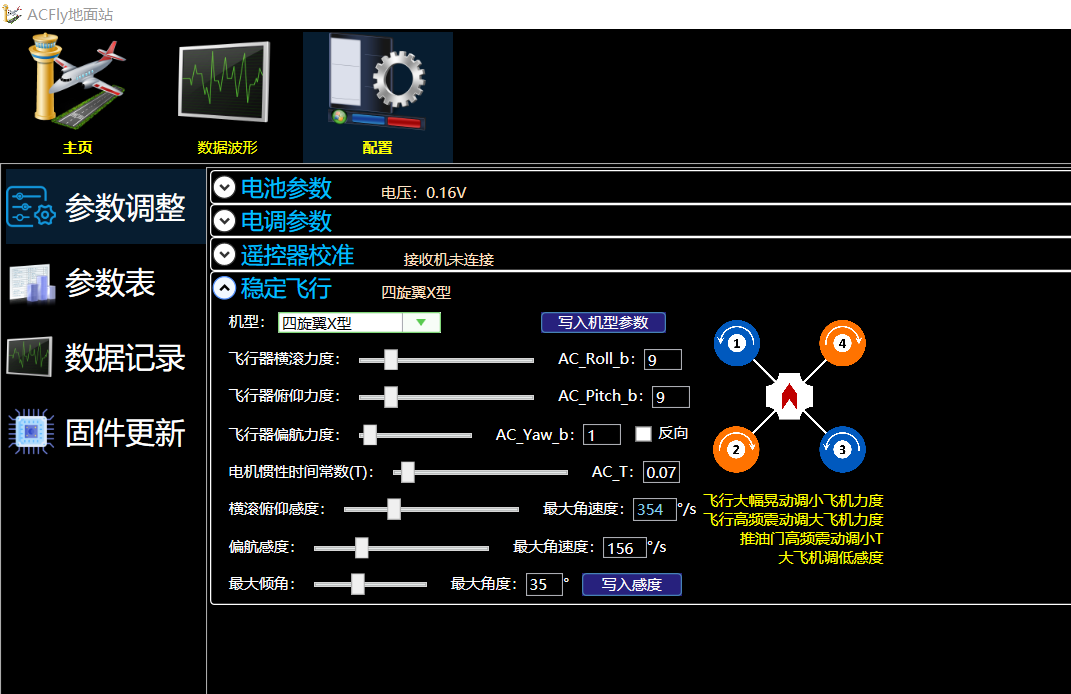 ACFly地面站
主页
数据波形
配置
参数调整
参数表
数据记录
固件更新
电池参数 电压：0.16V
电调参数
遥控器校准 接收机未连接
稳定飞行 四旋翼X型
机型： 四旋翼X型 写入机型参数
飞行器横滚力度： AC_Roll_b： 9
飞行器俯仰力度： AC_Pitch_b： 9
飞行器偏航力度： AC_Yaw_b： 1 反向
电机惯性时间常数(T)： AC_T： 0.07
横滚俯仰感度： 最大角速度： 354 °/s
偏航感度： 最大角速度： 156 °/s
最大倾角： 最大角度： 35 ° 写入感度
1 4
2 3
飞行大幅晃动调小飞机力度
飞行高频震动调大飞机力度
推油门高频震动调小T
大飞机调低感度